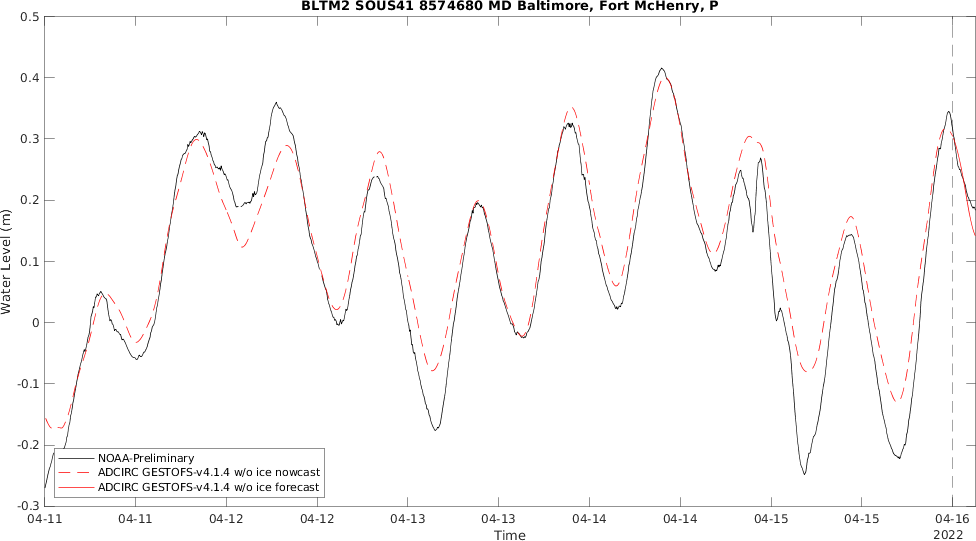 BLTM2 SOUS41 8574680 MD Baltimore, Fort McHenry, P
0.5
0.4
0.3
0.2
0.1
0
-0.1
-0.2
-0.3
Water Level (m)
NOAA-Preliminary
ADCIRC GESTOFS-v4.1.4 w/o ice nowcast
ADCIRC GESTOFS-v4.1.4 w/o ice forecast
04-11 04-11 04-12 04-12 04-13 04-13 04-14 04-14 04-15 04-15 04-16
Time 2022